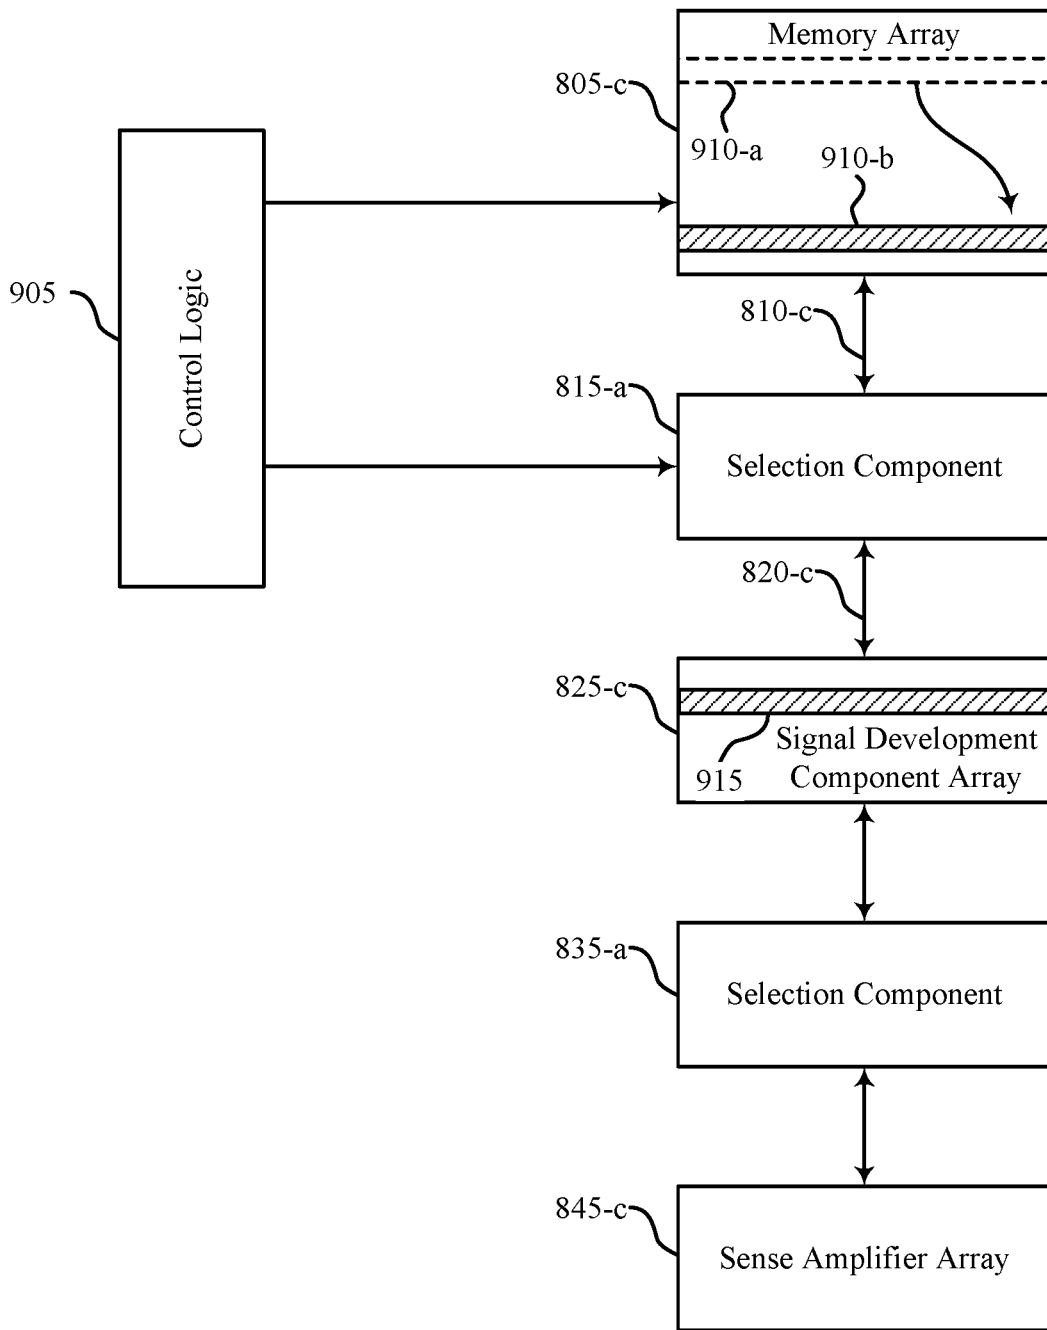 Memory Array
805-c
910-a
910-b
905
Control Logic
810-c
815-a
Selection Component
820-c
825-c
Signal Development
Component Array
915
835-a
Selection Component
845-c
Sense Amplifier Array